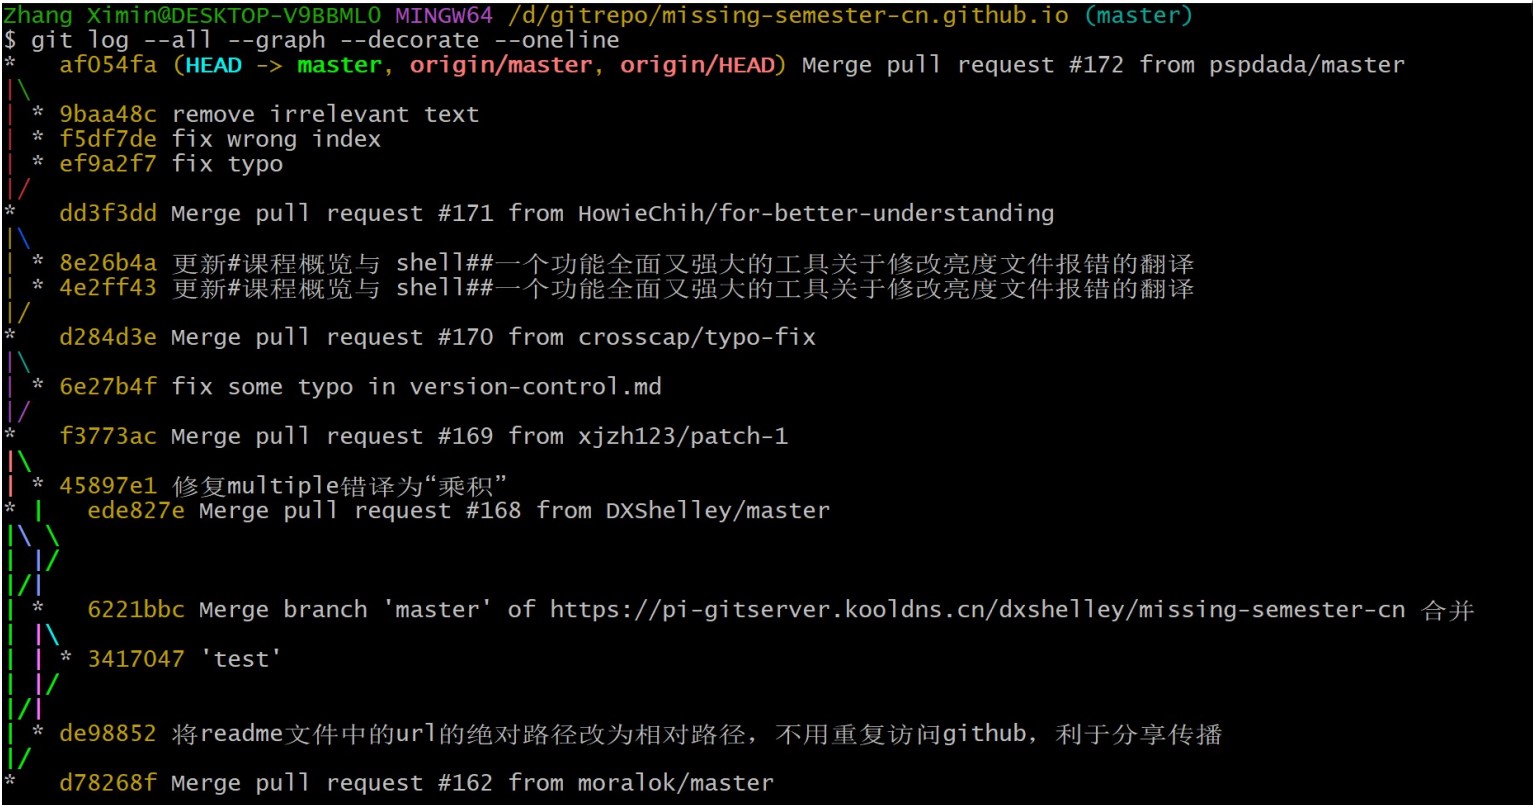 Zhang Ximin@DESKTOP-V9BBMLO MINGW64 /d/gitrepo/missing-semester-cn.github.io (master)
$ git log --all --graph --decorate --oneline
*   af054fa (HEAD -> master, origin/master, origin/HEAD) Merge pull request #172 from pspdada/master
|\
| * 9baa48c remove irrelevant text
| * f5df7de fix wrong index
| * ef9a2f7 fix typo
|/
*   dd3f3dd Merge pull request #171 from HowieChih/for-better-understanding
|\
| * 8e26b4a 更新#课程概览与 shell##一个功能全面又强大的工具关于修改亮度文件报错的翻译
| * 4e2ff43 更新#课程概览与 shell##一个功能全面又强大的工具关于修改亮度文件报错的翻译
|/
*   d284d3e Merge pull request #170 from crosscap/typo-fix
|\
| * 6e27b4f fix some typo in version-control.md
|/
*   f3773ac Merge pull request #169 from xjzh123/patch-1
|\
| * 45897e1 修复multiple错译为“乘积”
* |   ede827e Merge pull request #168 from DXShelley/master
|\ \
| |/
|/|
| *   6221bbc Merge branch 'master' of https://pi-gitserver.kooldns.cn/dxshelley/missing-semester-cn 合并
| |\
| | * 3417047 'test'
| |/
|/|
| * de98852 将readme文件中的url的绝对路径改为相对路径，不用重复访问github，利于分享传播
|/
*   d78268f Merge pull request #162 from moralok/master